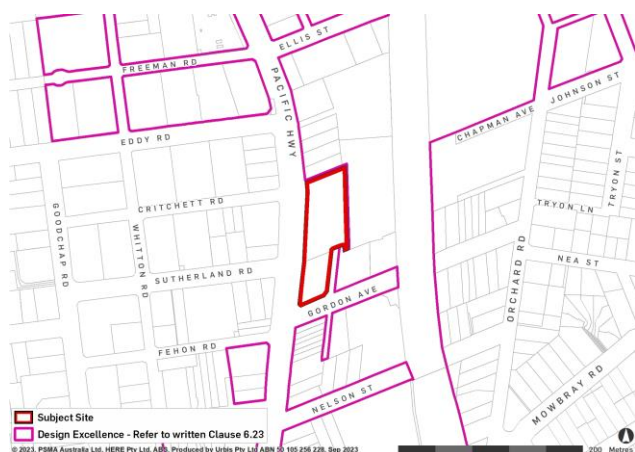 ELLIS ST
FREEMAN RD
PACIFIC HWY
EDDY RD
CHAPMAN AVE
JOHNSON ST
GOODCHAP RD
WHITTON RD
CRITCHETT RD
TRYON ST
TRYON LN
ORCHARD RD
NEA ST
SUTHERLAND RD
GORDON AVE
FEHON RD
NELSON ST
MOWBRAY RD
Subject Site
Design Excellence - Refer to written Clause 6.23
© 2023. PSMA Australia Ltd, HERE Pty Ltd, ABS. Produced by Urbis Pty Ltd ABN 50 105 256 228, Sep 2023
200 Metres